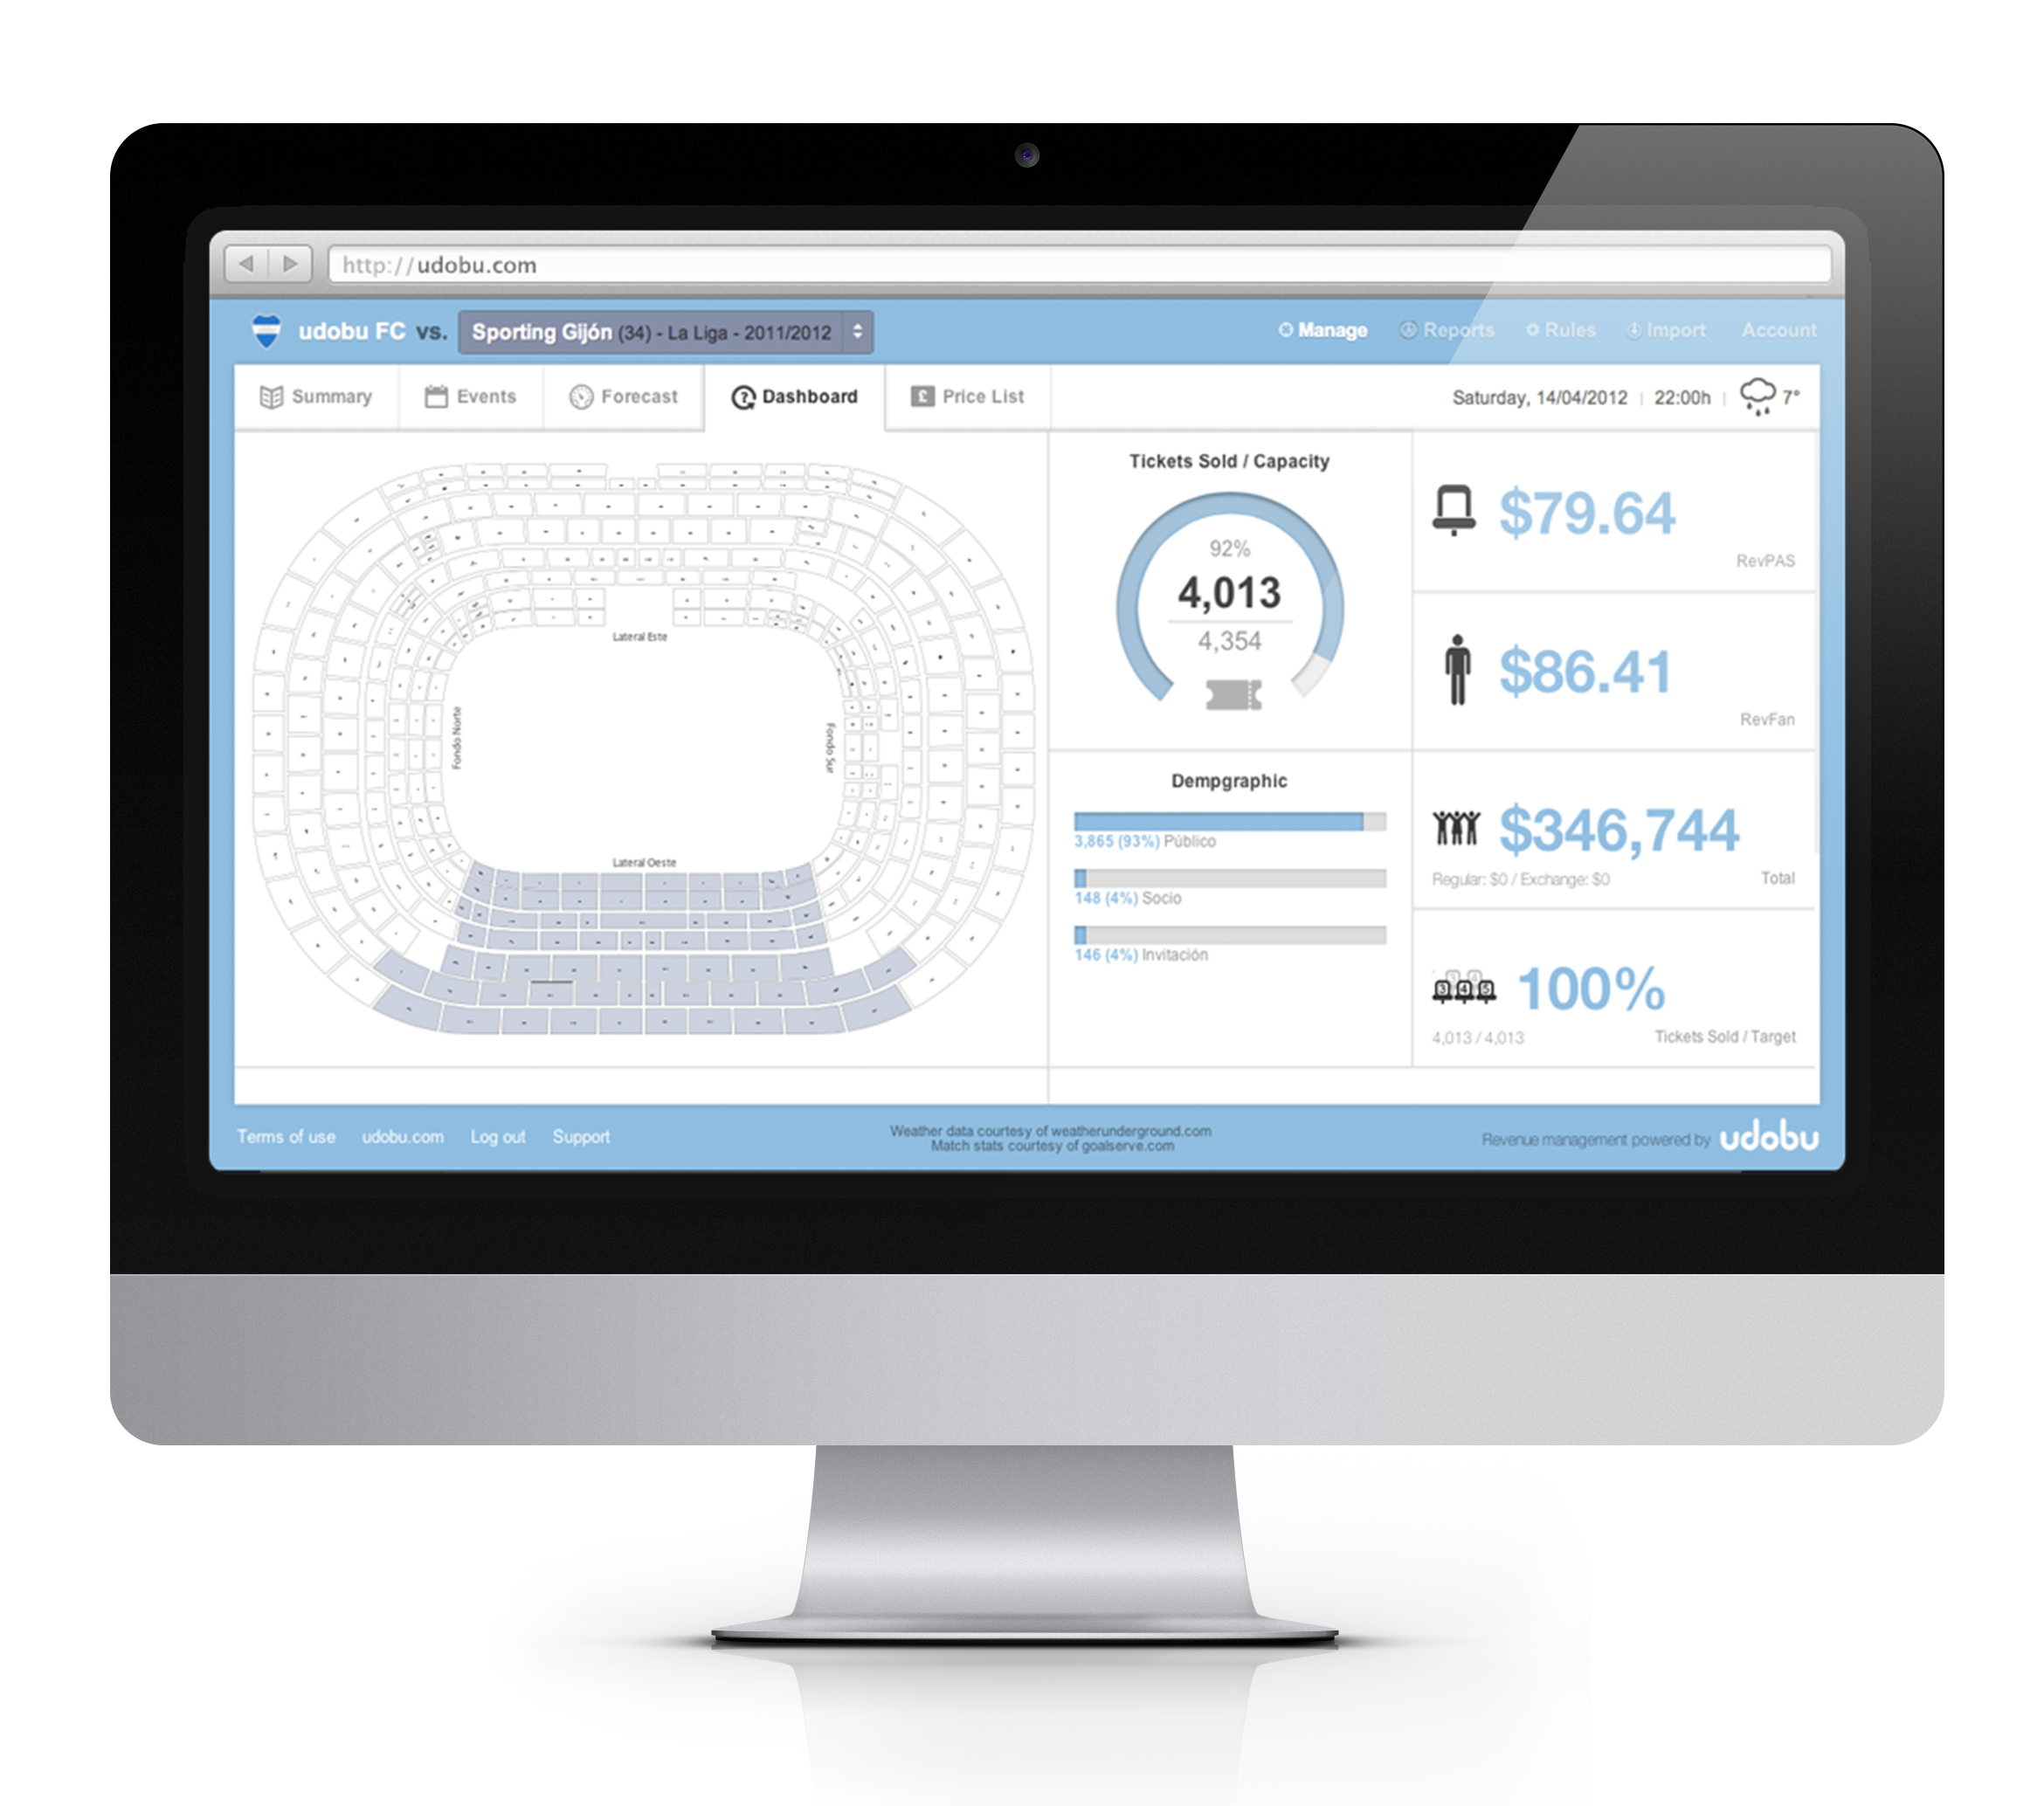 http://udobu.com
udobu FC vs. Sporting Gijón (34) - La Liga - 2011/2012
Manage Reports Rules Import Account
Summary Events Forecast Dashboard £ Price List
Saturday, 14/04/2012 | 22:00h | 7°
Lateral Este
Fondo Norte
Fondo Sur
Lateral Oeste
Tickets Sold / Capacity
92%
4,013
4,354
Dempgraphic
3,865 (93%) Público
148 (4%) Socio
146 (4%) Invitación
$79.64
RevPAS
$86.41
RevFan
$346,744
Regular: $0 / Exchange: $0 Total
3 4
3 4 5
100%
4,013 / 4,013 Tickets Sold / Target
Terms of use udobu.com Log out Support
Weather data courtesy of weatherunderground.com
Match stats courtesy of goalserve.com
Revenue management powered by udobu